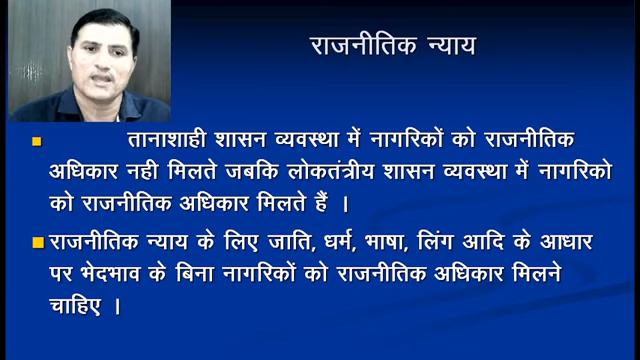 राजनीतिक न्याय
तानाशाही शासन व्यवस्था में नागरिकों को राजनीतिक
अधिकार नही मिलते जबकि लोकतंत्रीय शासन व्यवस्था में नागरिको
को राजनीतिक अधिकार मिलते हैं ।
राजनीतिक न्याय के लिए जाति, धर्म, भाषा, लिंग आदि के आधार
पर भेदभाव के बिना नागरिकों को राजनीतिक अधिकार मिलने
चाहिए ।